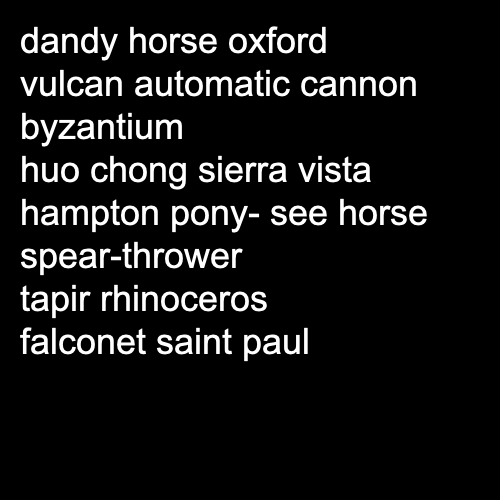 dandy horse oxford
vulcan automatic cannon
byzantium
huo chong sierra vista
hampton pony- see horse
spear-thrower
tapir rhinoceros
falconet saint paul